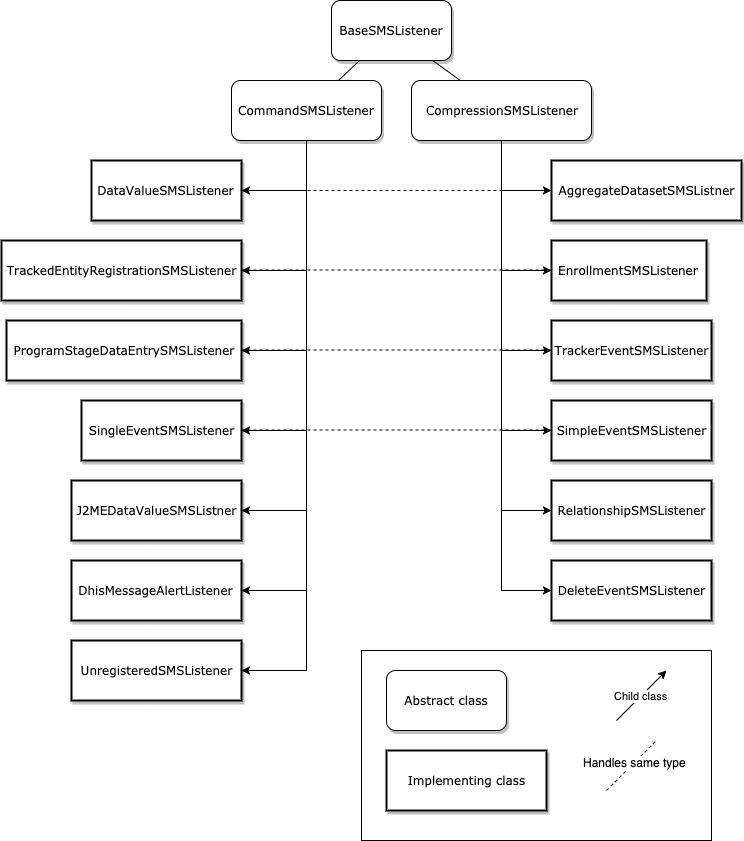 BaseSMSListener
CommandSMSListener
CompressionSMSListener
DataValueSMSListener
AggregateDatasetSMSListner
TrackedEntityRegistrationSMSListener
EnrollmentSMSListener
ProgramStageDataEntrySMSListener
TrackerEventSMSListener
SingleEventSMSListener
SimpleEventSMSListener
J2MEDataValueSMSListner
RelationshipSMSListener
DhisMessageAlertListener
DeleteEventSMSListener
UnregisteredSMSListener
Abstract class
Child class
Handles same type
Implementing class